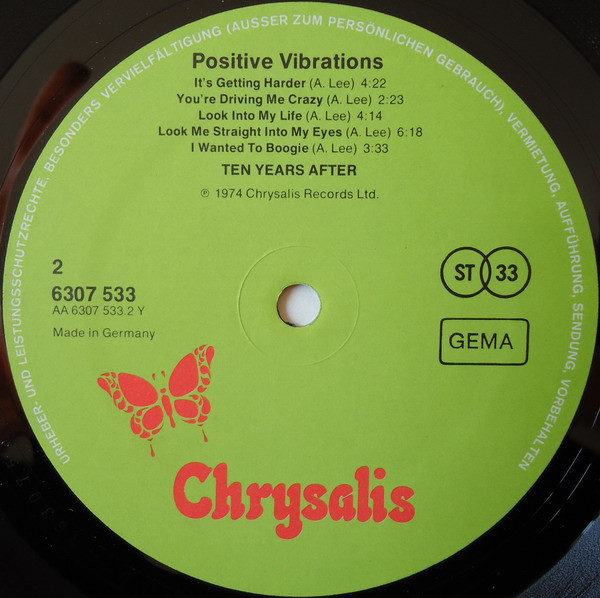 URHEBER- UND LEISTUNGSSCHUTZRECHTE, BESONDERS VERVIELFÄLTIGUNG (AUSSER ZUM PERSÖNLICHEN GEBRAUCH), VERMIETUNG, AUFFÜHRUNG, SENDUNG, VORBEHALTEN
Positive Vibrations
It's Getting Harder (A. Lee) 4:22
You're Driving Me Crazy (A. Lee) 2:23
Look Into My Life (A. Lee) 4:14
Look Me Straight Into My Eyes (A. Lee) 6:18
I Wanted To Boogie (A. Lee) 3:33
TEN YEARS AFTER
℗ 1974 Chrysalis Records Ltd.
2
6307 533
AA 6307 533.2 Y
Made in Germany
ST 33
GEMA
Chrysalis